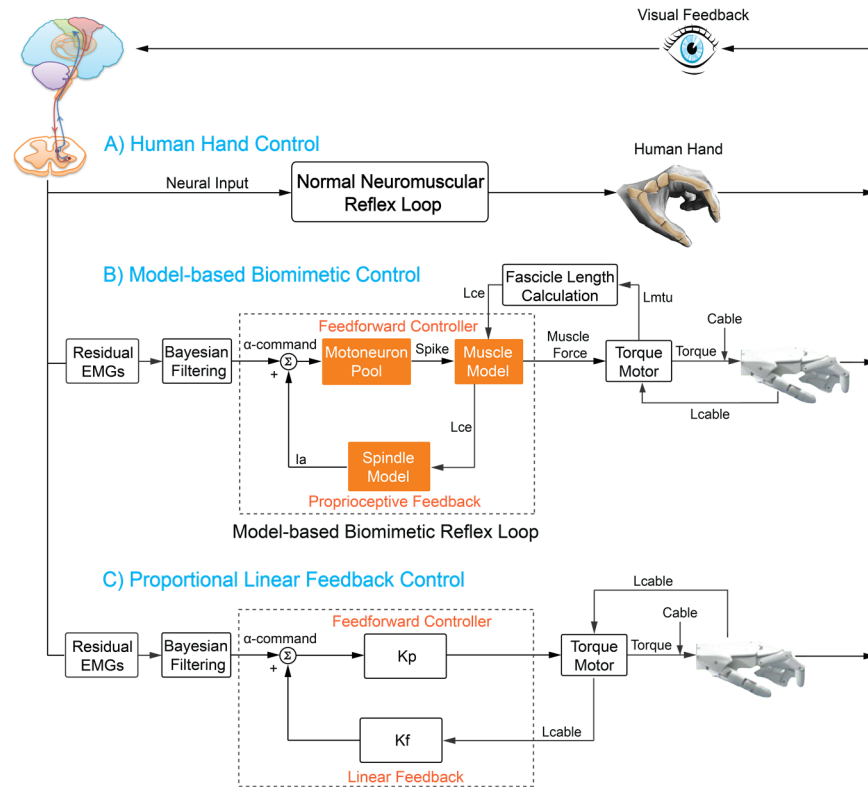 Visual Feedback
A) Human Hand Control
Human Hand
Neural Input
Normal Neuromuscular
Reflex Loop
B) Model-based Biomimetic Control
Fascicle Length
Calculation
Lce
Lmtu
Feedforward Controller
Residual
EMGs
Bayesian
Filtering
α-command
Σ
+
Motoneuron
Pool
Spike
Muscle
Model
Muscle
Force
Torque
Motor
Torque
Cable
Lcable
Lce
Ia
Spindle
Model
Proprioceptive Feedback
Model-based Biomimetic Reflex Loop
C) Proportional Linear Feedback Control
Lcable
Feedforward Controller
Residual
EMGs
Bayesian
Filtering
α-command
Σ
+
Kp
Torque
Motor
Torque
Cable
Lcable
Kf
Linear Feedback